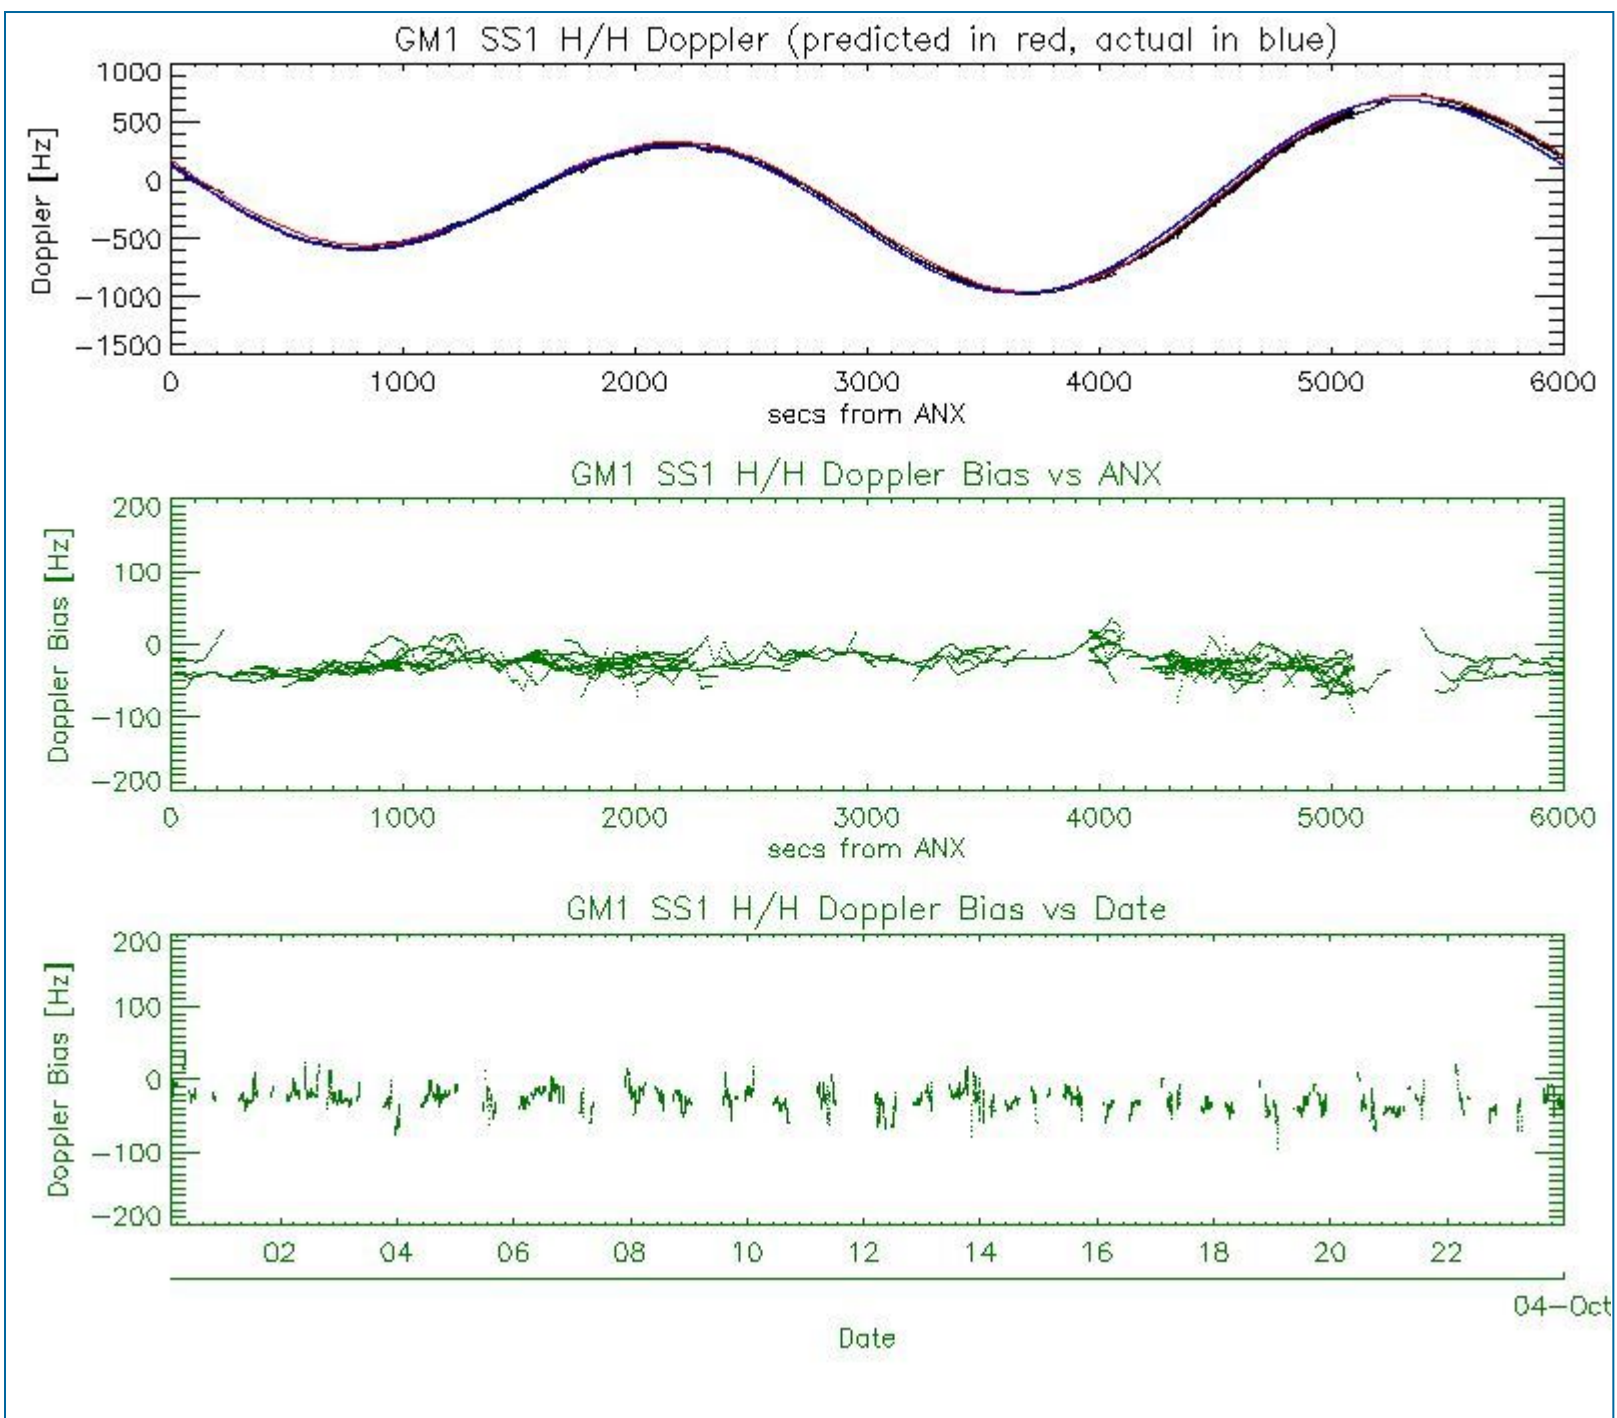 GM1 SS1 H/H Doppler (predicted in red, actual in blue)
1000
500
0
-500
-1000
-1500
Doppler [Hz]
0 1000 2000 3000 4000 5000 6000
secs from ANX
GM1 SS1 H/H Doppler Bias vs ANX
200
100
0
-100
-200
Doppler Bias [Hz]
0 1000 2000 3000 4000 5000 6000
secs from ANX
GM1 SS1 H/H Doppler Bias vs Date
200
100
0
-100
-200
Doppler Bias [Hz]
02 04 06 08 10 12 14 16 18 20 22
04-Oct
Date